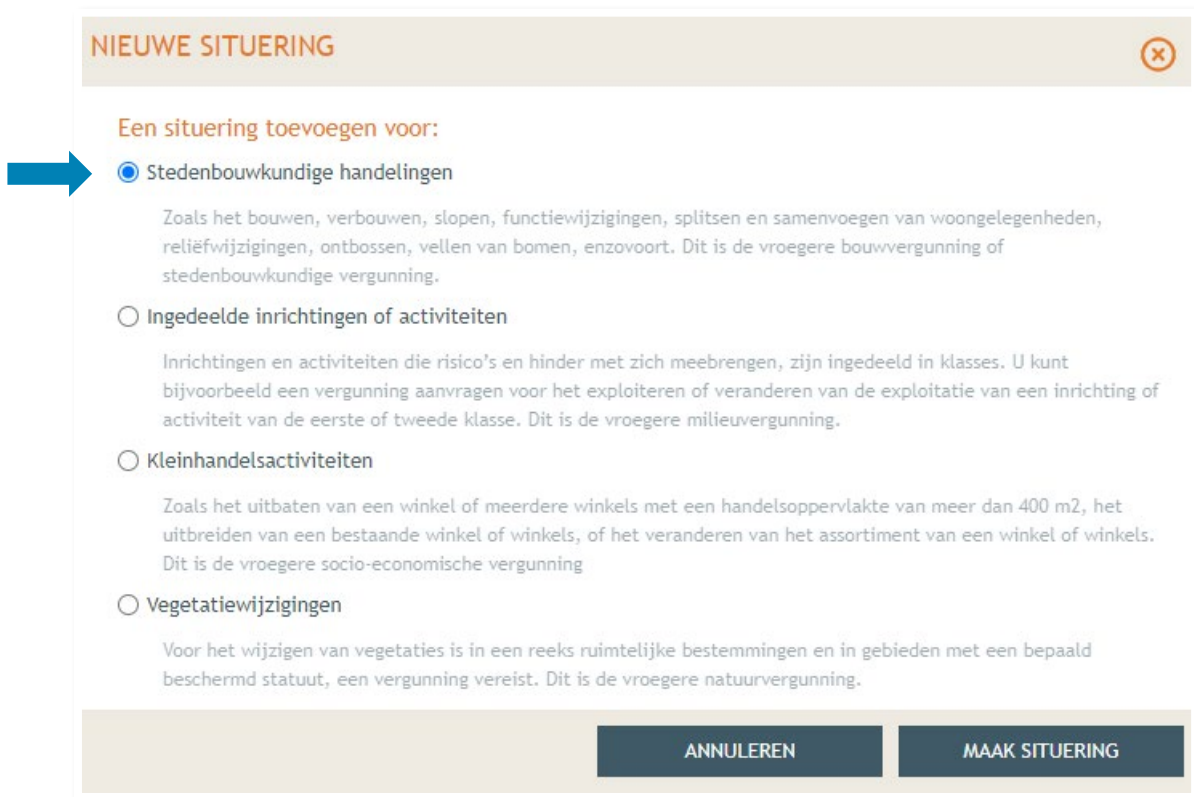 NIEUWE SITUERING
Een situering toevoegen voor:
Stedenbouwkundige handelingen
Zoals het bouwen, verbouwen, slopen, functiewijzigingen, splitsen en samenvoegen van woongelegenheden,
reliëfwijzigingen, ontbossen, vellen van bomen, enzovoort. Dit is de vroegere bouwvergunning of
stedenbouwkundige vergunning.
Ingedeelde inrichtingen of activiteiten
Inrichtingen en activiteiten die risico's en hinder met zich meebrengen, zijn ingedeeld in klasses. U kunt
bijvoorbeeld een vergunning aanvragen voor het exploiteren of veranderen van de exploitatie van een inrichting of
activiteit van de eerste of tweede klasse. Dit is de vroegere milieuvergunning.
Kleinhandelsactiviteiten
Zoals het uitbaten van een winkel of meerdere winkels met een handelsoppervlakte van meer dan 400 m2, het
uitbreiden van een bestaande winkel of winkels, of het veranderen van het assortiment van een winkel of winkels.
Dit is de vroegere socio-economische vergunning
Vegetatiewijzigingen
Voor het wijzigen van vegetaties is in een reeks ruimtelijke bestemmingen en in gebieden met een bepaald
beschermd statuut, een vergunning vereist. Dit is de vroegere natuurvergunning.
ANNULEREN
MAAK SITUERING